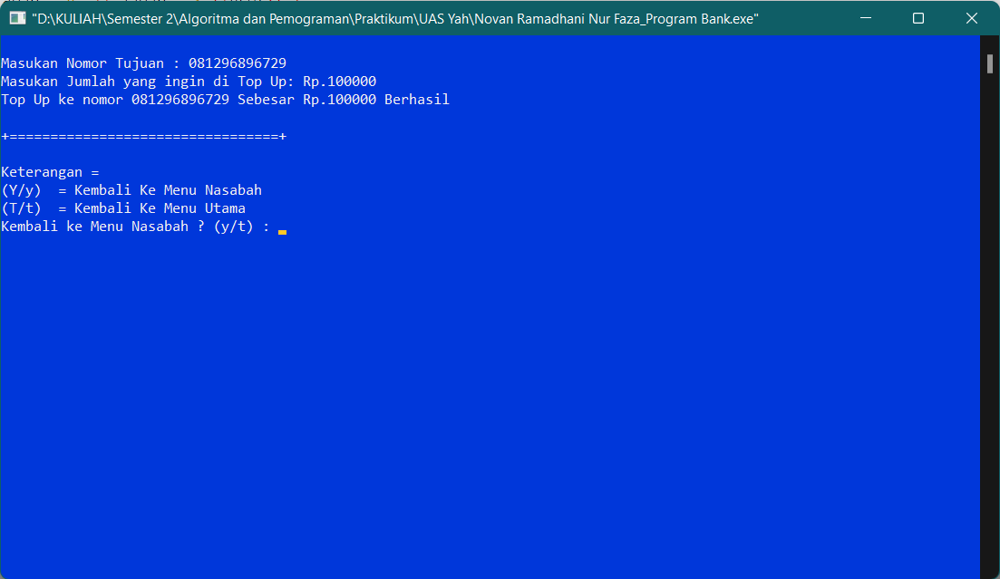 "D:\KULIAH\Semester 2\Algoritma dan Pemograman\Praktikum\UAS Yah\Novan Ramadhani Nur Faza_Program Bank.exe"
Masukan Nomor Tujuan : 081296896729
Masukan Jumlah yang ingin di Top Up: Rp.100000
Top Up ke nomor 081296896729 Sebesar Rp.100000 Berhasil
+=================================+
Keterangan =
(Y/y)  = Kembali Ke Menu Nasabah
(T/t)  = Kembali Ke Menu Utama
Kembali ke Menu Nasabah ? (y/t) :